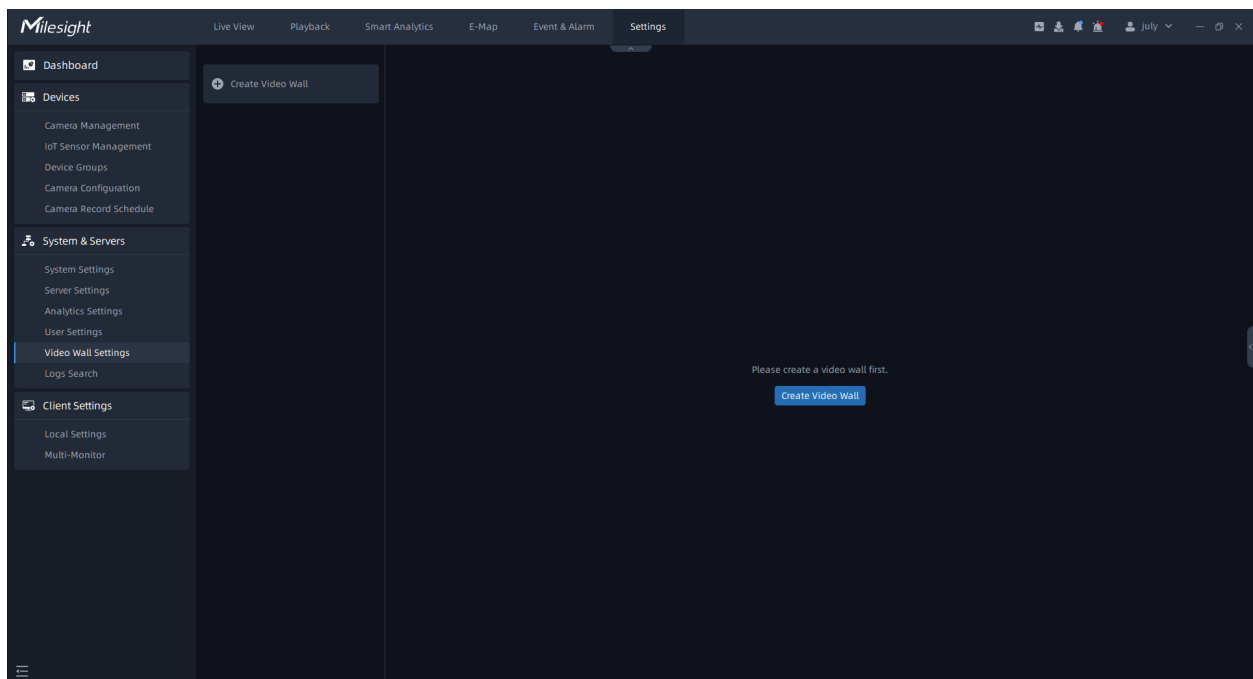 Milesight
Live View Playback Smart Analytics E-Map Event & Alarm Settings july
Dashboard
Devices
Camera Management
IoT Sensor Management
Device Groups
Camera Configuration
Camera Record Schedule
System & Servers
System Settings
Server Settings
Analytics Settings
User Settings
Video Wall Settings
Logs Search
Client Settings
Local Settings
Multi-Monitor
Create Video Wall
Please create a video wall first.
Create Video Wall